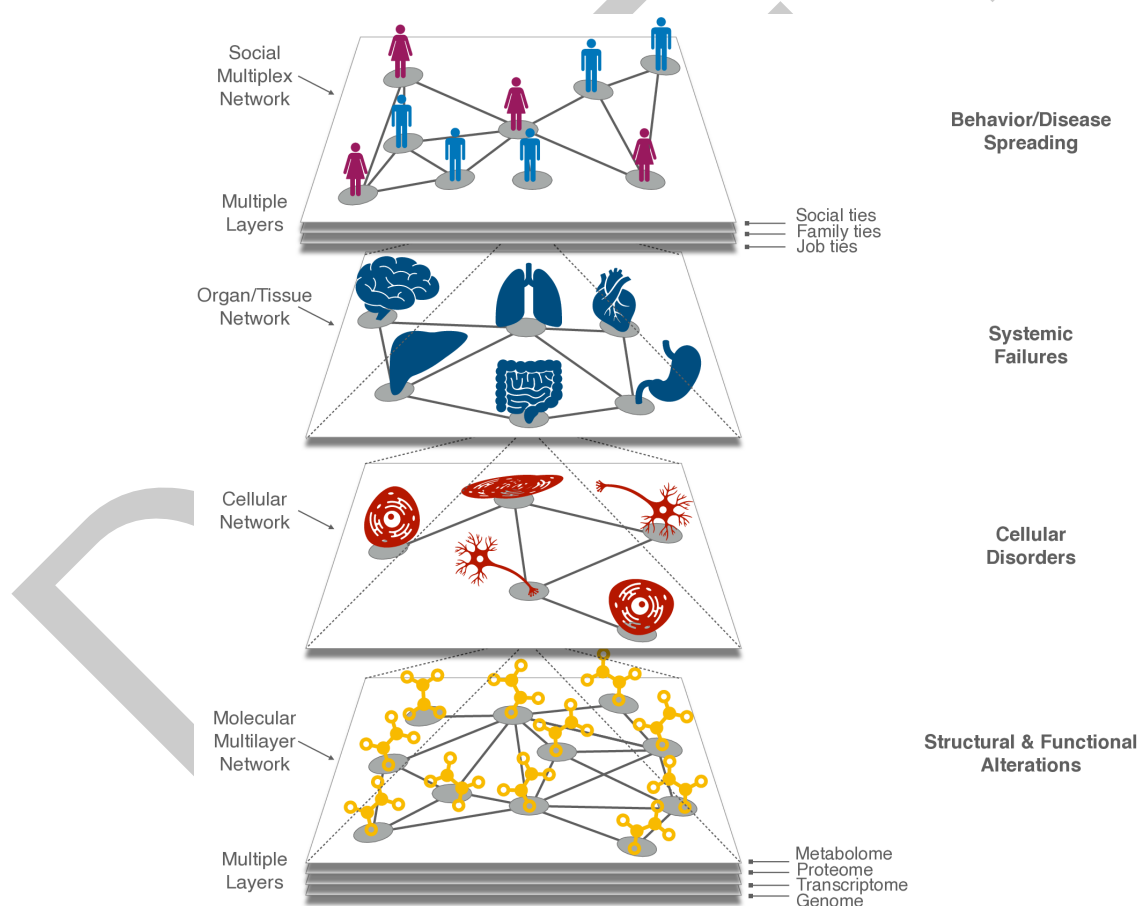 Social
Multiplex
Network
Behavior/Disease
Spreading
Multiple
Layers
Social ties
Family ties
Job ties
Organ/Tissue
Network
Systemic
Failures
Cellular
Network
Cellular
Disorders
Molecular
Multilayer
Network
Structural & Functional
Alterations
Multiple
Layers
Metabolome
Proteome
Transcriptome
Genome